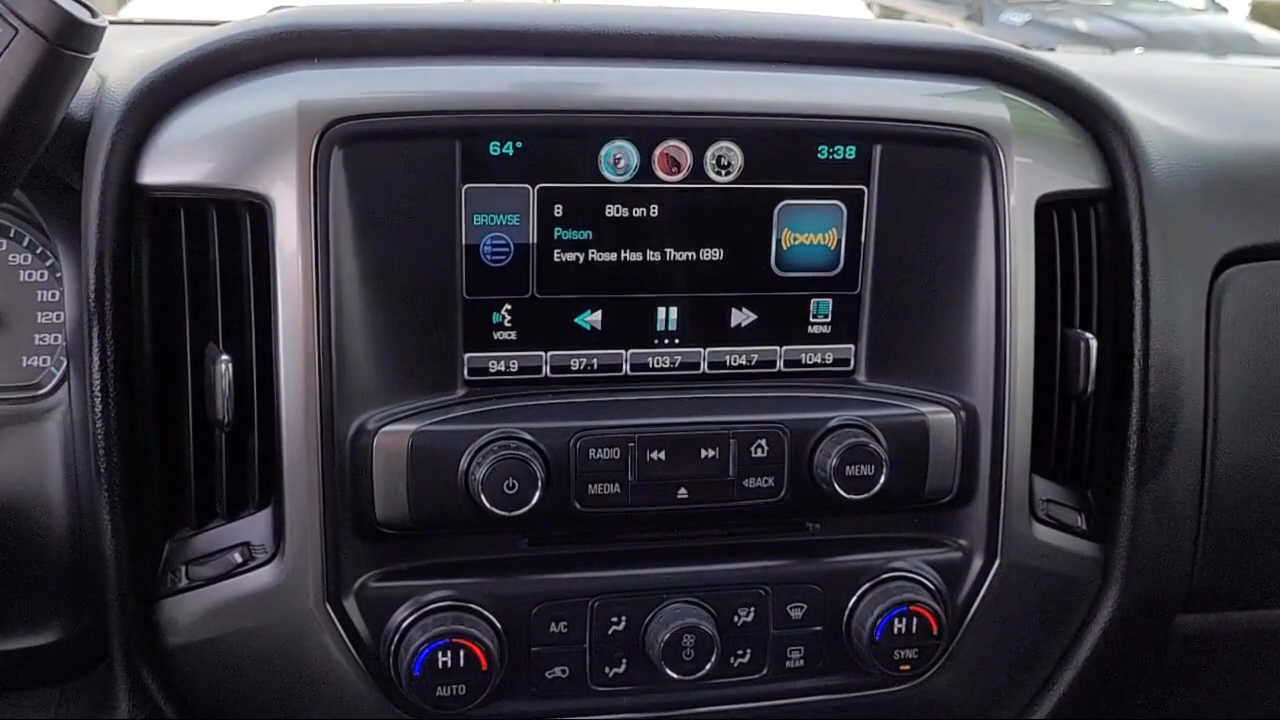 64°
N
3:38
BROWSE
8 80s on 8
Poison
Every Rose Has Its Thorn (89)
((XM))
VOICE
MENU
94.9
97.1
103.7
104.7
104.9
90
100
110
120
130
140
RADIO
MEDIA
BACK
MENU
A/C
REAR
HI
AUTO
HI
SYNC